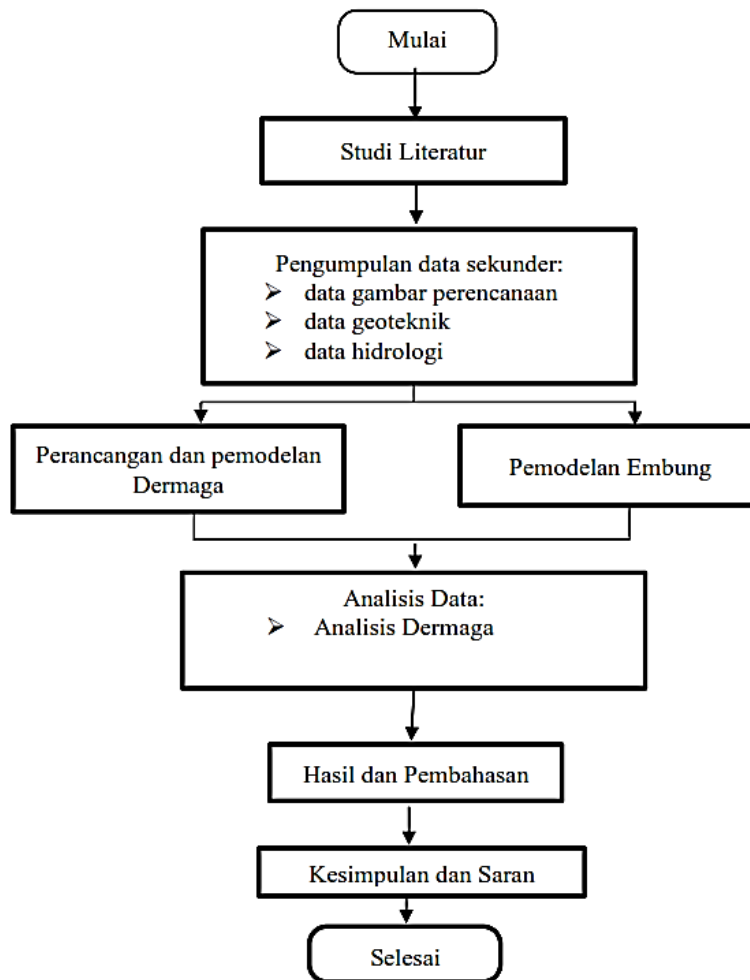 Mulai
Studi Literatur
Pengumpulan data sekunder:
➢ data gambar perencanaan
➢ data geoteknik
➢ data hidrologi
Perancangan dan pemodelan
Dermaga
Pemodelan Embung
Analisis Data:
➢ Analisis Dermaga
Hasil dan Pembahasan
Kesimpulan dan Saran
Selesai